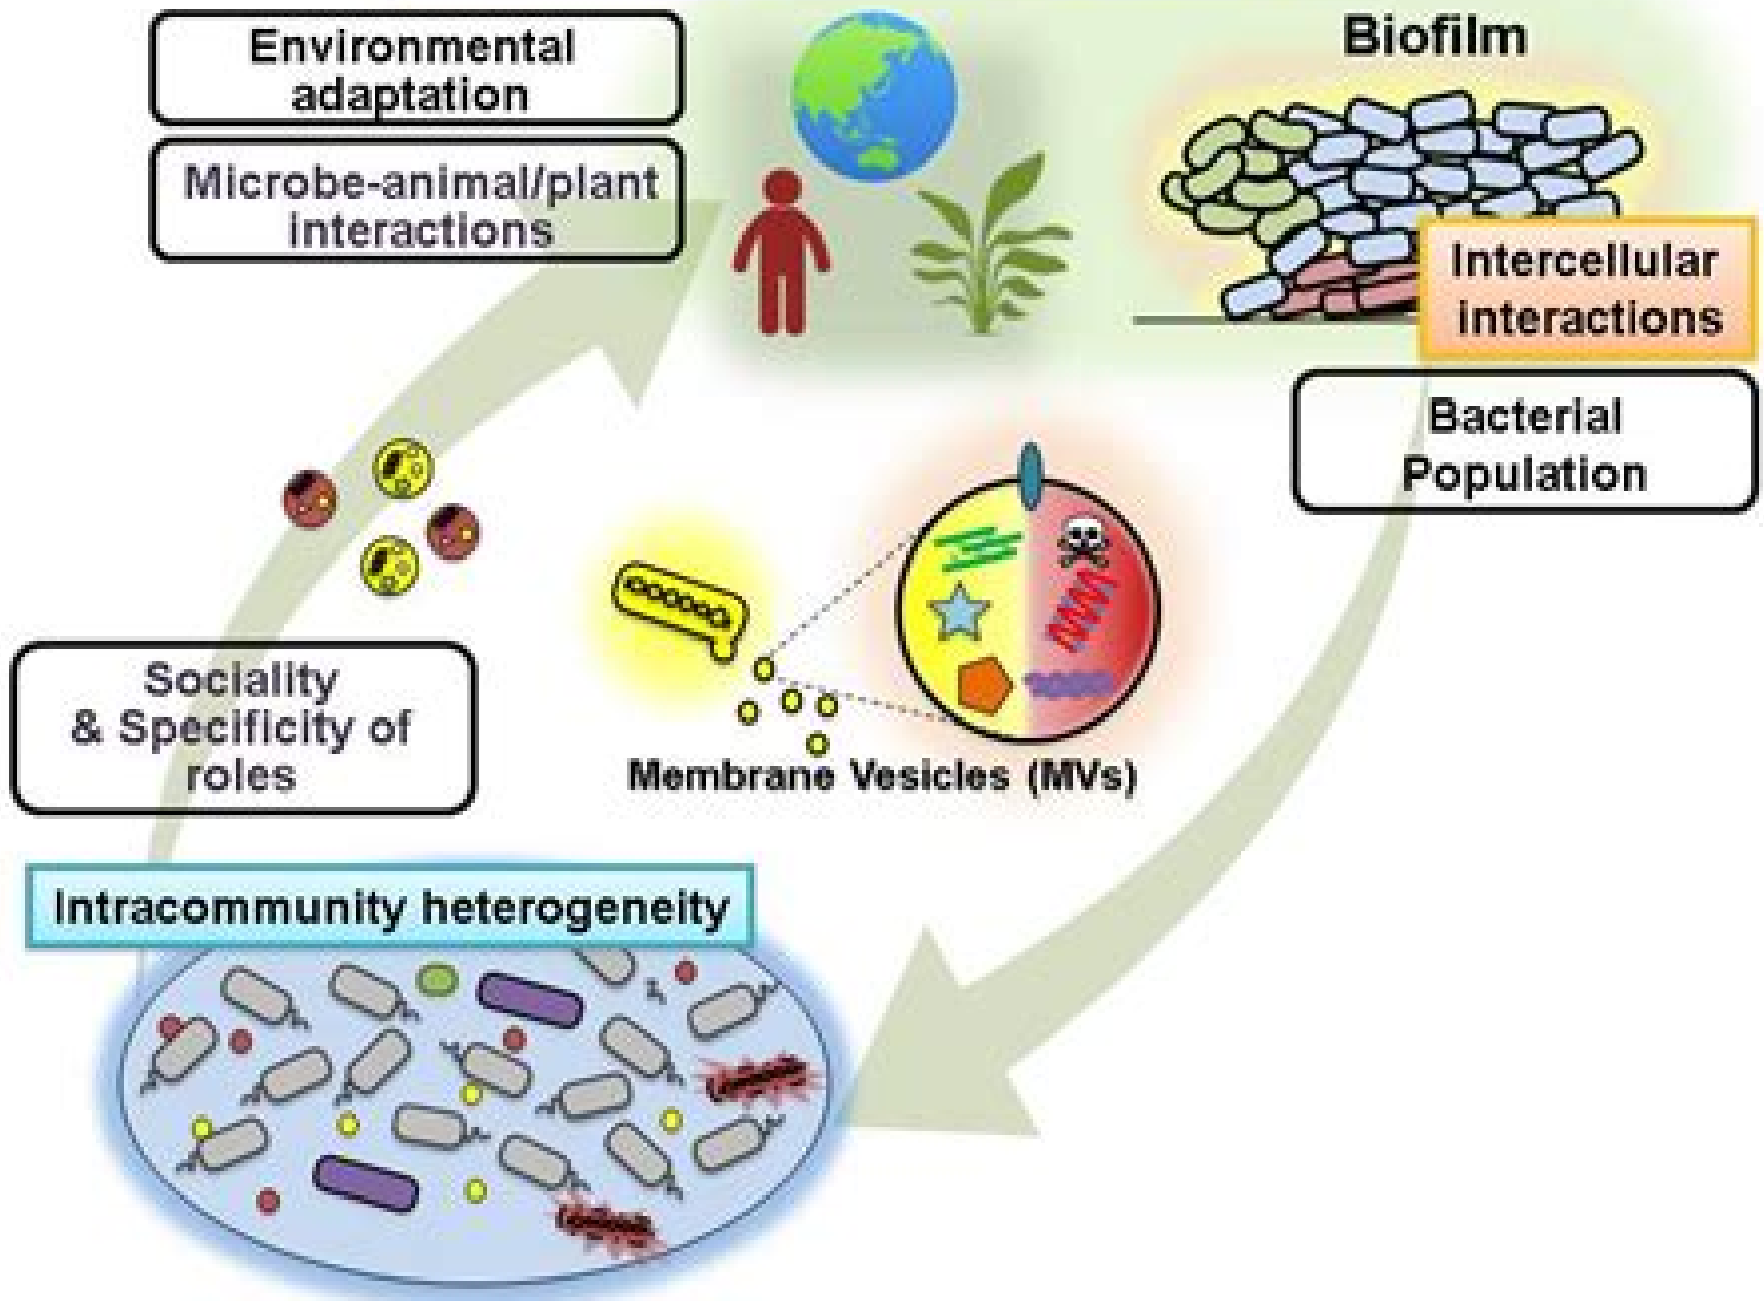 Environmental
adaptation
Microbe-animal/plant
interactions
Biofilm
Intercellular
interactions
Bacterial
Population
Sociality
& Specificity of
roles
Membrane Vesicles (MVs)
Intracommunity heterogeneity